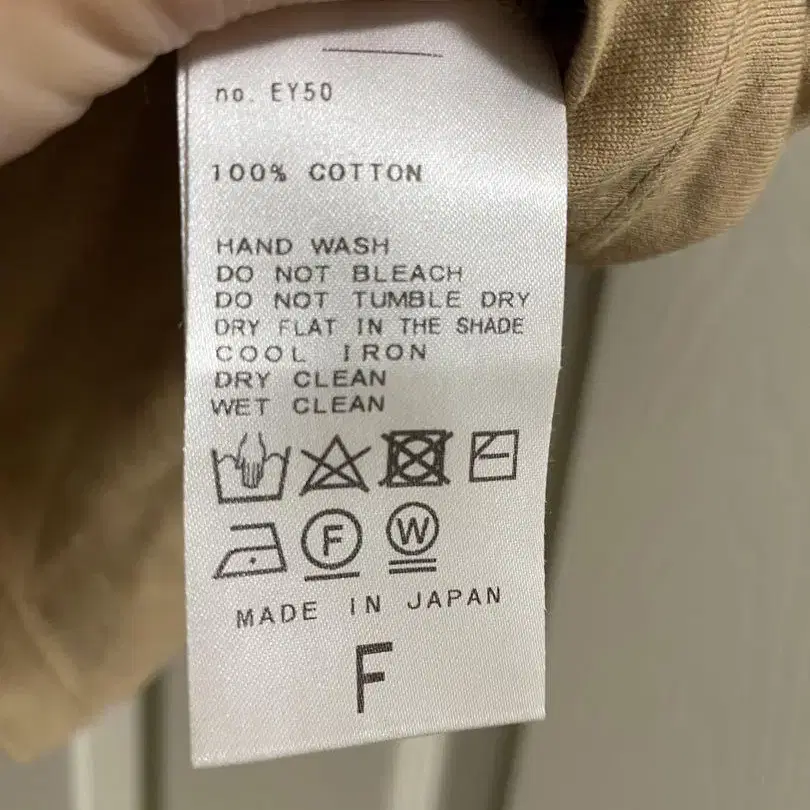 no. EY50
100% COTTON
HAND WASH
DO NOT BLEACH
DO NOT TUMBLE DRY
DRY FLAT IN THE SHADE
COOL IRON
DRY CLEAN
WET CLEAN
F W
MADE IN JAPAN
F